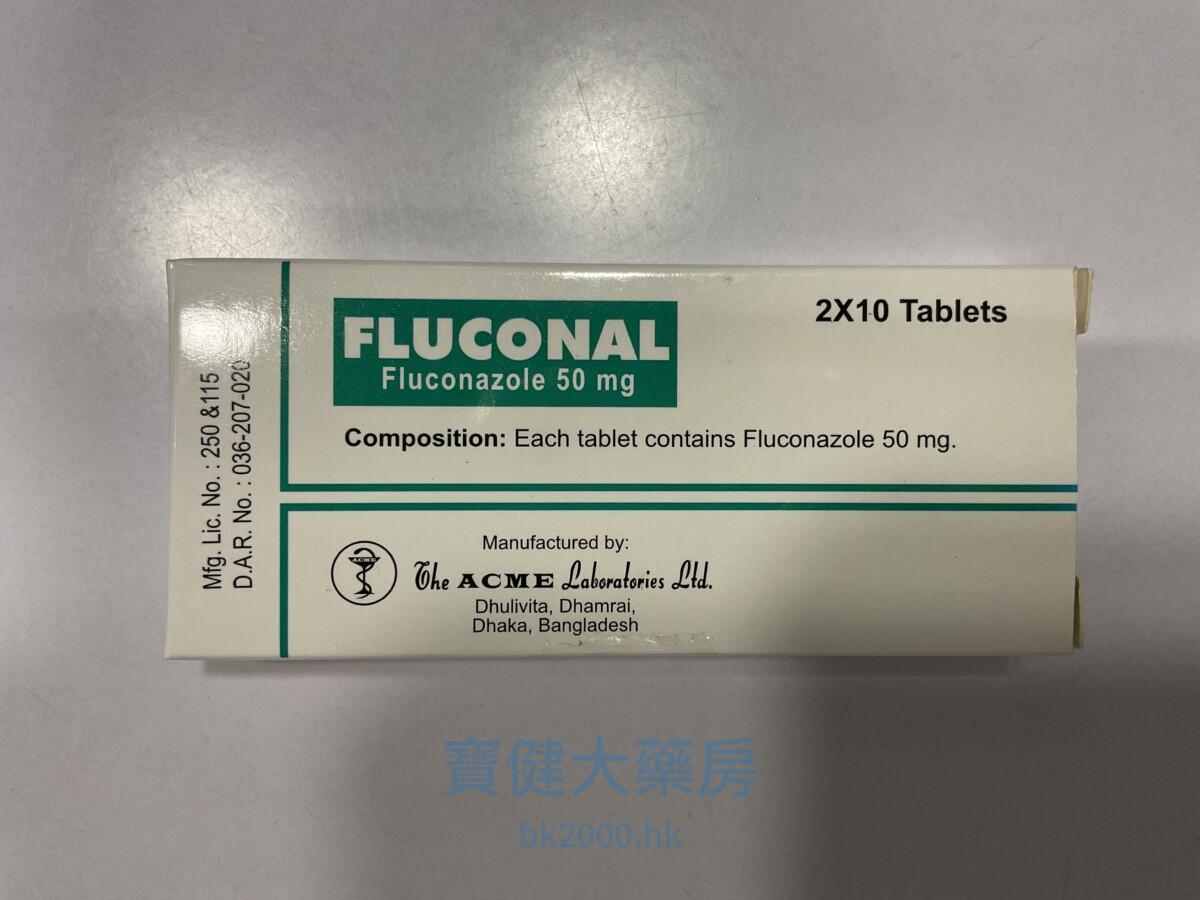 FLUCONAL
Fluconazole 50 mg
2X10 Tablets
Composition: Each tablet contains Fluconazole 50 mg.
Mfg. Lic. No. : 250 &115
D.A.R. No. : 036-207-020
Manufactured by:
ACME
The ACME Laboratories Ltd.
Dhulivita, Dhamrai,
Dhaka, Bangladesh
寶健大藥房
bk2000.hk